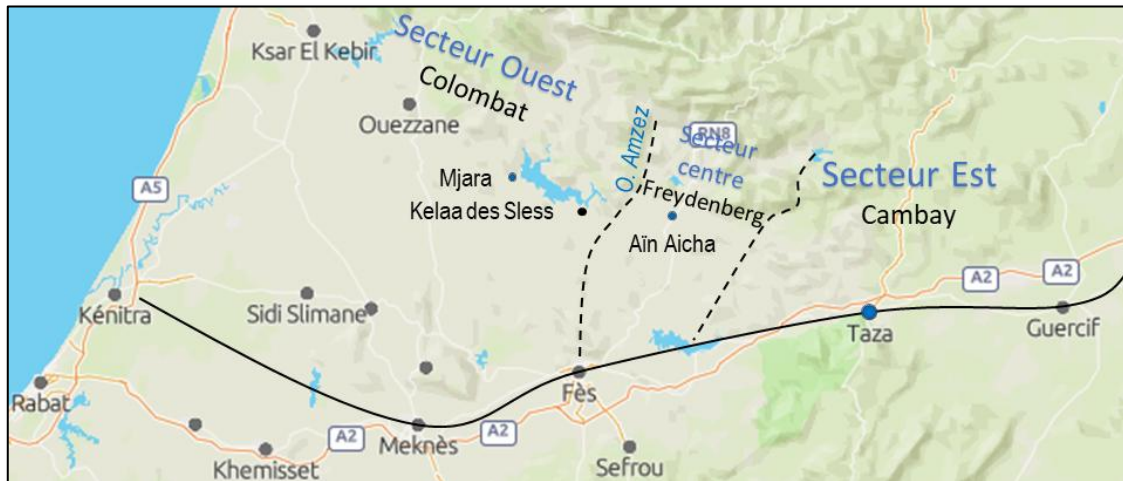 Ksar El Kebir
Secteur Ouest
Colombat
Ouezzane
O. Amzez
RN8
Secteur
centre
Secteur Est
Cambay
A5
Mjara
Kelaa des Sless
Freydenberg
Aïn Aicha
A2
A2
Kénitra
Sidi Slimane
Taza
Guercif
Rabat
Fès
A2
Meknès
A2
Khemisset
Sefrou